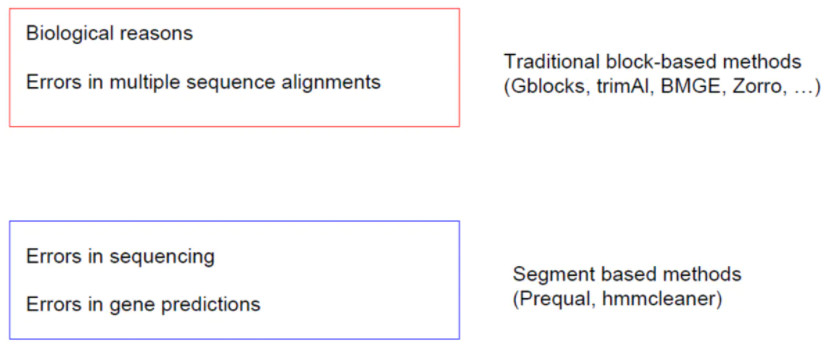 Biological reasons
Errors in multiple sequence alignments
Traditional block-based methods
(Gblocks, trimAl, BMGE, Zorro, …)
Errors in sequencing
Errors in gene predictions
Segment based methods
(Prequal, hmmcleaner)